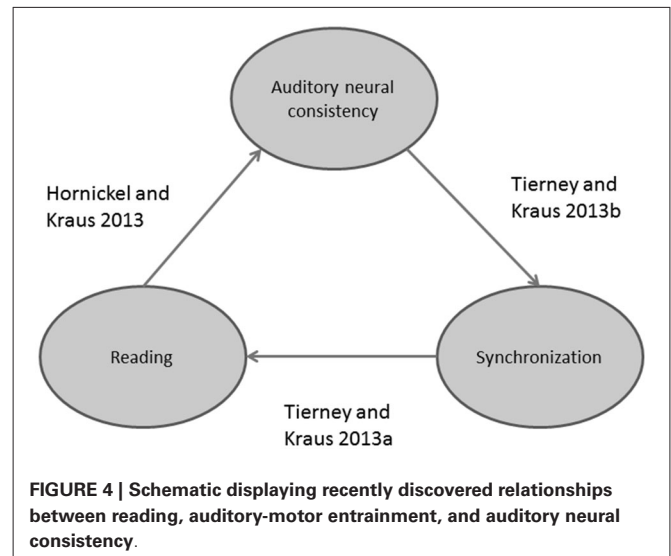 Auditory neural
consistency
Hornickel and
Kraus 2013
Tierney and
Kraus 2013b
Reading
Synchronization
Tierney and
Kraus 2013a
FIGURE 4 | Schematic displaying recently discovered relationships
between reading, auditory-motor entrainment, and auditory neural
consistency.